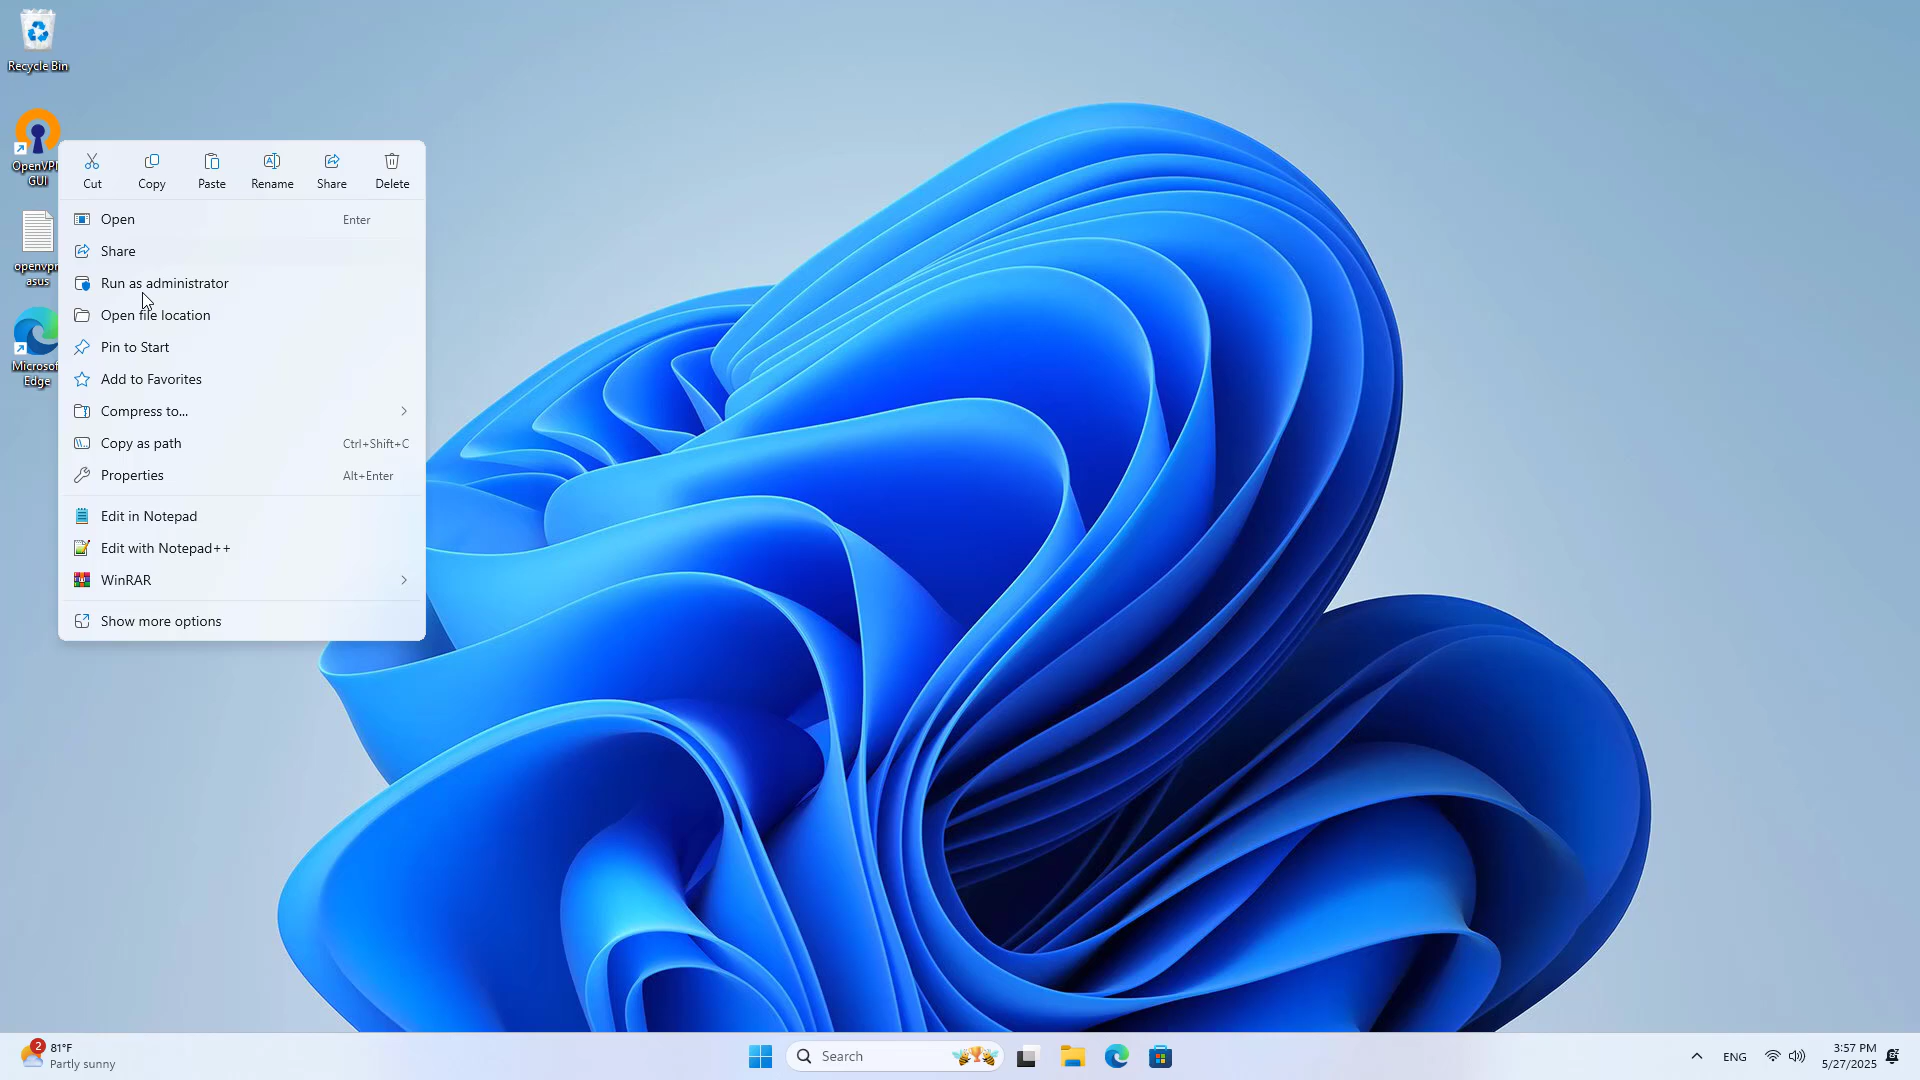 Recycle Bin
OpenVP
GUI
openvpn
asus
Microsof
Edge
Cut
Copy
Paste
Rename
Share
Delete
Open Enter
Share
Run as administrator
Open file location
Pin to Start
Add to Favorites
Compress to...
Copy as path Ctrl+Shift+C
Properties Alt+Enter
Edit in Notepad
Edit with Notepad++
WinRAR
Show more options
2
81°F
Partly sunny
Search
ENG
3:57 PM
5/27/2025